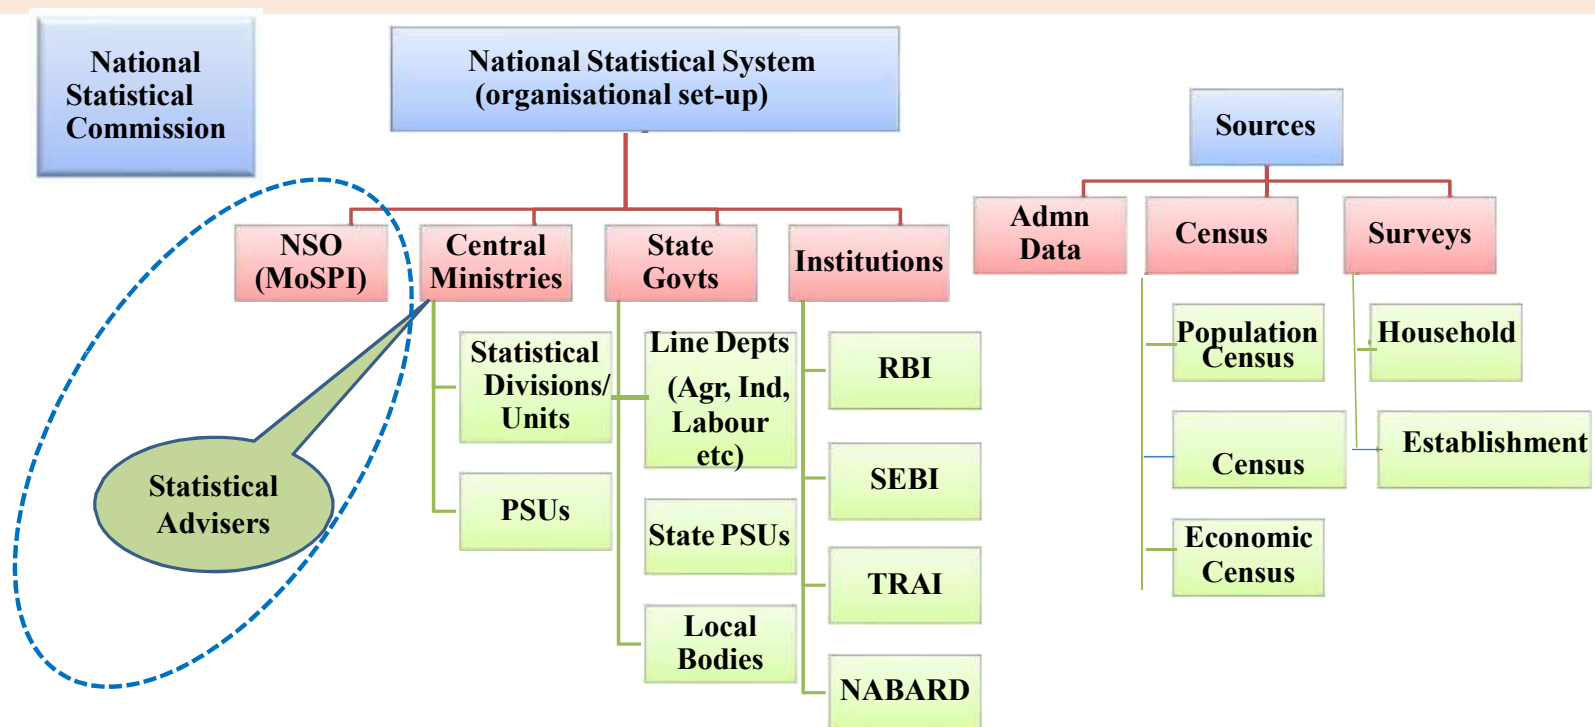 National
Statistical
Commission
National Statistical System
(organisational set-up)
Sources
NSO
(MoSPI)
Central
Ministries
State
Govts
Institutions
Admn
Data
Census
Surveys
Statistical
Divisions/
Units
PSUs
Line Depts
(Agr, Ind,
Labour
etc)
State PSUs
Local
Bodies
RBI
SEBI
TRAI
NABARD
Population
Census
Census
Economic
Census
Household
Establishment
Statistical
Advisers